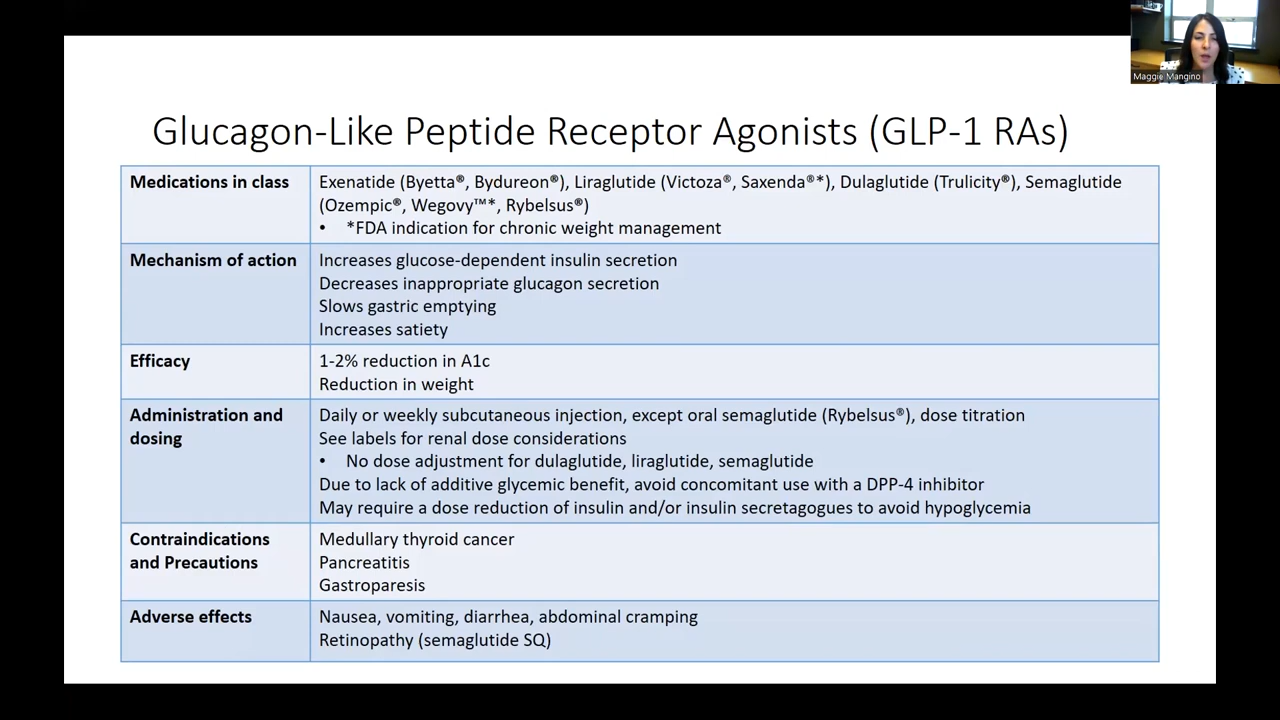 Maggie Mangino
Glucagon-Like Peptide Receptor Agonists (GLP-1 RAs)
Medications in class
Exenatide (Byetta®, Bydureon®), Liraglutide (Victoza®, Saxenda®*), Dulaglutide (Trulicity®), Semaglutide
(Ozempic®, Wegovy™*, Rybelsus®)
• *FDA indication for chronic weight management
Mechanism of action
Increases glucose-dependent insulin secretion
Decreases inappropriate glucagon secretion
Slows gastric emptying
Increases satiety
Efficacy
1-2% reduction in A1c
Reduction in weight
Administration and
dosing
Daily or weekly subcutaneous injection, except oral semaglutide (Rybelsus®), dose titration
See labels for renal dose considerations
• No dose adjustment for dulaglutide, liraglutide, semaglutide
Due to lack of additive glycemic benefit, avoid concomitant use with a DPP-4 inhibitor
May require a dose reduction of insulin and/or insulin secretagogues to avoid hypoglycemia
Contraindications
and Precautions
Medullary thyroid cancer
Pancreatitis
Gastroparesis
Adverse effects
Nausea, vomiting, diarrhea, abdominal cramping
Retinopathy (semaglutide SQ)